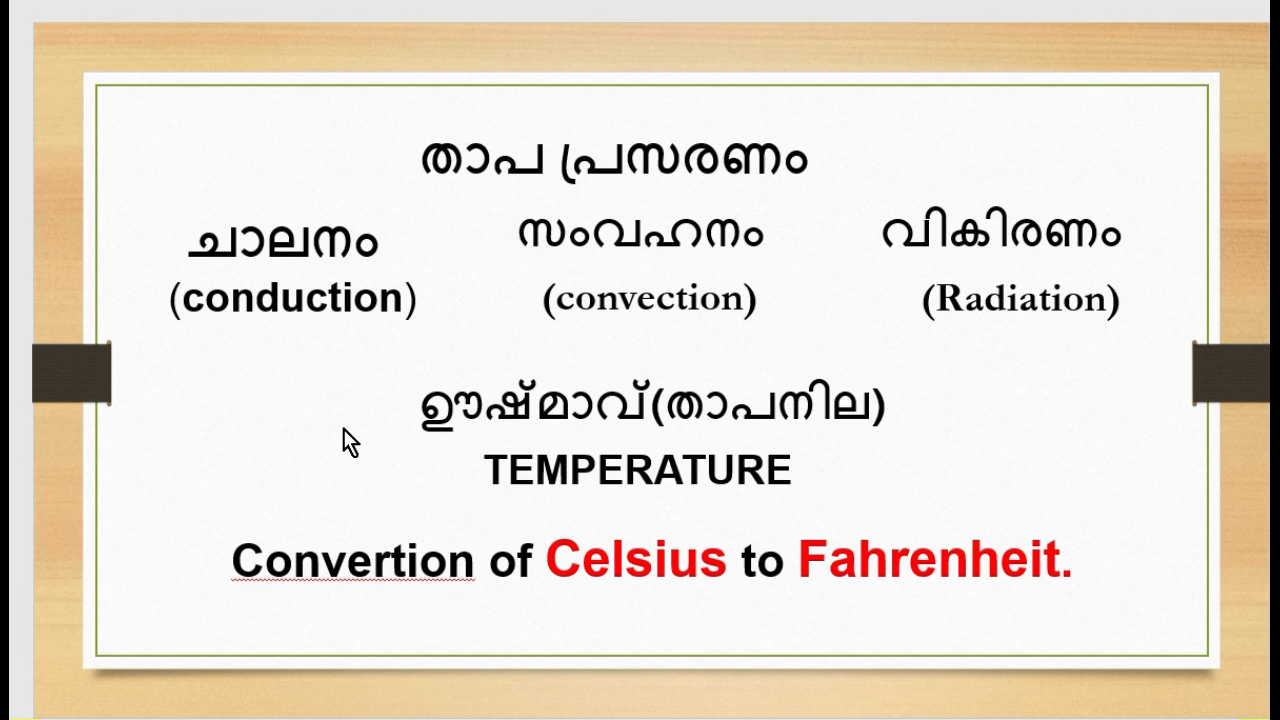 താപ പ്രസരണം
ചാലനം സംവഹനം വികിരണം
(conduction) (convection) (Radiation)
ഊഷ്മാവ്(താപനില)
TEMPERATURE
Convertion of Celsius to Fahrenheit.